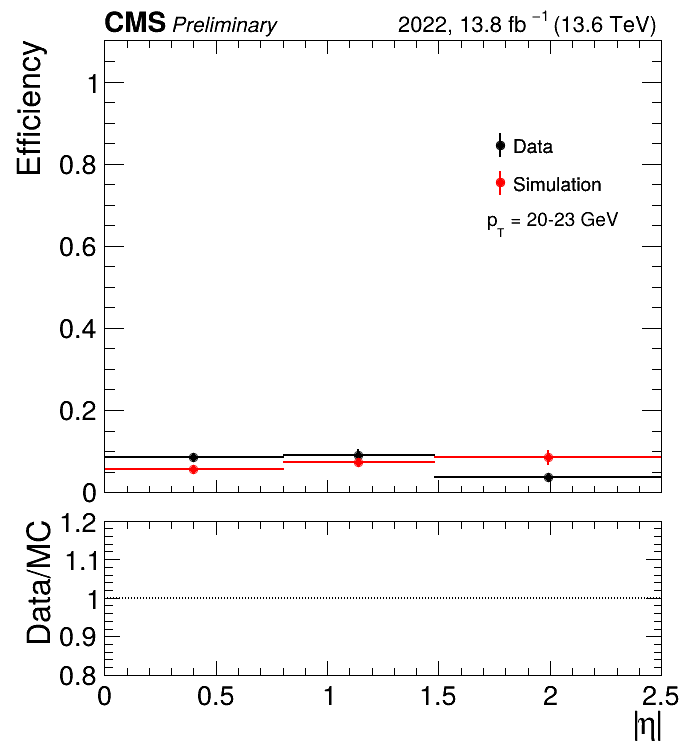 CMS Preliminary 2022, 13.8 fb⁻¹ (13.6 TeV)
Efficiency
1
0.8
0.6
0.4
0.2
0
Data
Simulation
p_T = 20-23 GeV
Data/MC
1.2
1.1
1
0.9
0.8
0 0.5 1 1.5 2 2.5
|η|